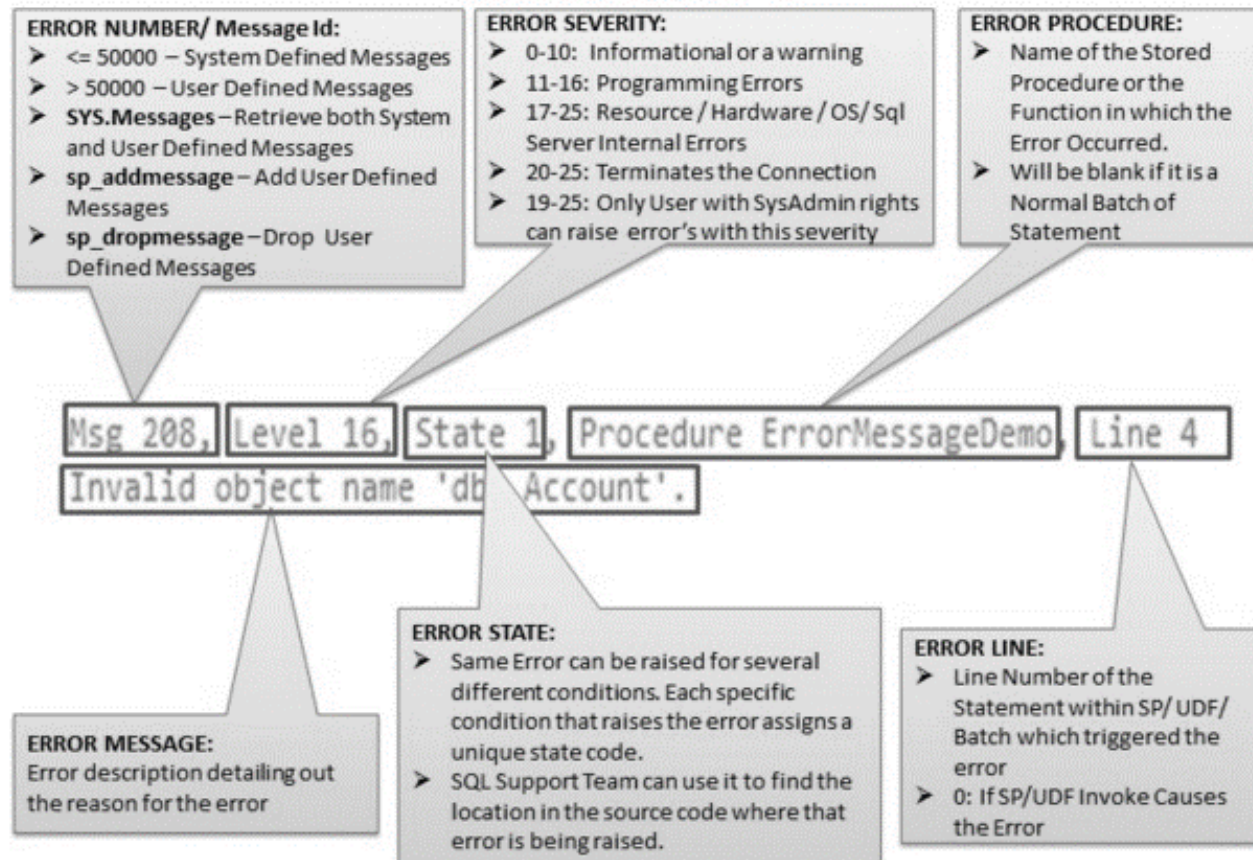 ERROR NUMBER/ Message Id:
➤ <= 50000 – System Defined Messages
➤ > 50000 – User Defined Messages
➤ SYS.Messages – Retrieve both System
and User Defined Messages
➤ sp_addmessage – Add User Defined
Messages
➤ sp_dropmessage – Drop User
Defined Messages
ERROR SEVERITY:
➤ 0-10: Informational or a warning
➤ 11-16: Programming Errors
➤ 17-25: Resource / Hardware / OS/ Sql
Server Internal Errors
➤ 20-25: Terminates the Connection
➤ 19-25: Only User with SysAdmin rights
can raise error's with this severity
ERROR PROCEDURE:
➤ Name of the Stored
Procedure or the
Function in which the
Error Occurred.
➤ Will be blank if it is a
Normal Batch of
Statement
Msg 208, Level 16, State 1, Procedure ErrorMessageDemo, Line 4
Invalid object name 'db Account'.
ERROR MESSAGE:
Error description detailing out
the reason for the error
ERROR STATE:
➤ Same Error can be raised for several
different conditions. Each specific
condition that raises the error assigns a
unique state code.
➤ SQL Support Team can use it to find the
location in the source code where that
error is being raised.
ERROR LINE:
➤ Line Number of the
Statement within SP/ UDF/
Batch which triggered the
error
➤ 0: If SP/UDF Invoke Causes
the Error